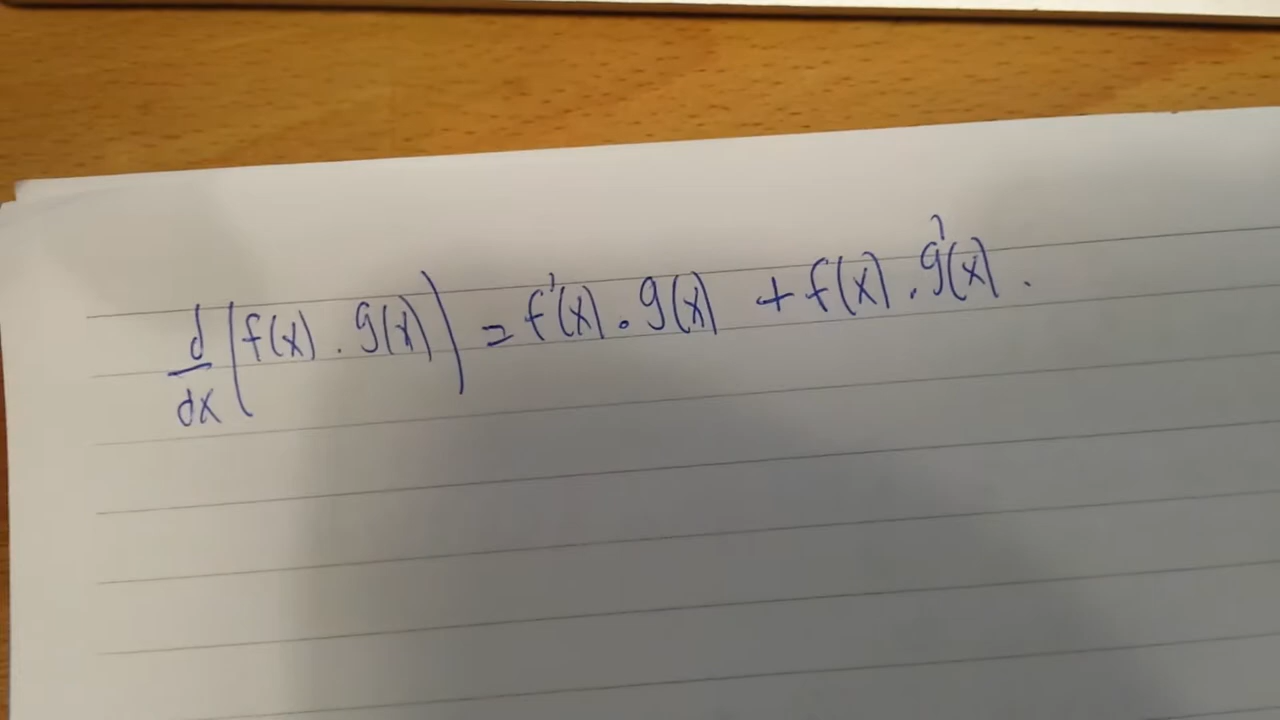 d/dx (f(x) . g(x)) = f'(x) . g(x) + f(x) . g'(x) .